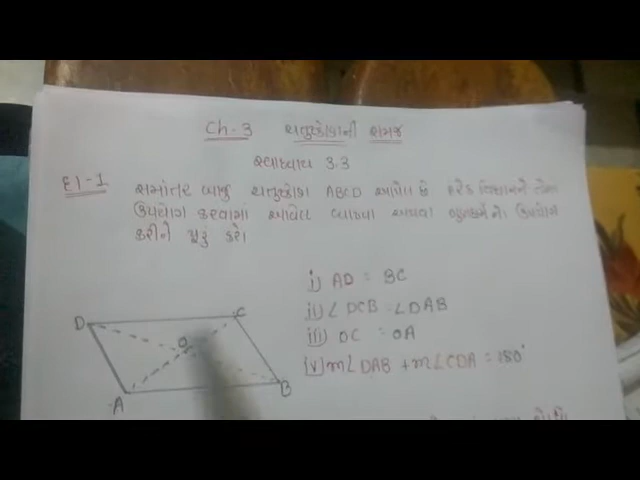 Ch-3 ચતુષ્કોણની સમજ
સ્વાધ્યાય 3.3
દા-1 સમાંતર બાજુ ચતુષ્કોણ ABCD આપેલ છે દરેક વિધાનને તેમા
ઉપયોગ કરવામાં આવેલ વ્યાખ્યા અથવા ગુણધર્મનો ઉપયોગ
કરીને પૂરું કરો
i) AD = BC
ii) ∠DCB = ∠DAB
iii) OC = OA
iv) m∠DAB + m∠CDA = 180°
D
C
O
A
B